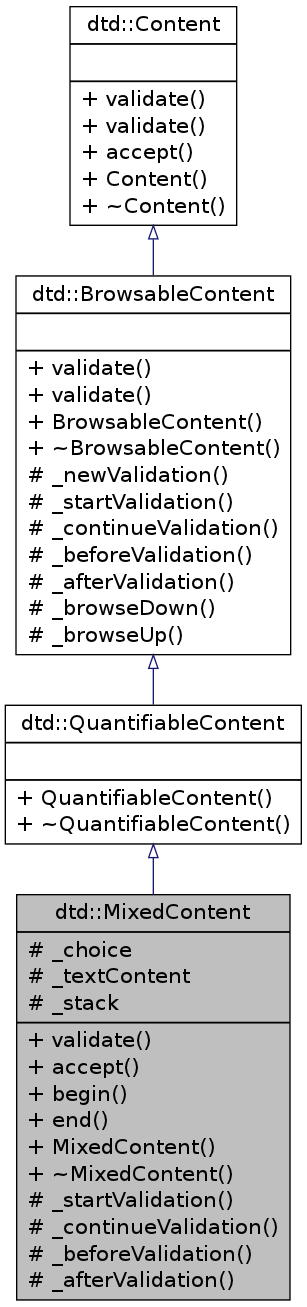 dtd::Content
+ validate()
+ validate()
+ accept()
+ Content()
+ ~Content()
dtd::BrowsableContent
+ validate()
+ validate()
+ BrowsableContent()
+ ~BrowsableContent()
# _newValidation()
# _startValidation()
# _continueValidation()
# _beforeValidation()
# _afterValidation()
# _browseDown()
# _browseUp()
dtd::QuantifiableContent
+ QuantifiableContent()
+ ~QuantifiableContent()
dtd::MixedContent
# _choice
# _textContent
# _stack
+ validate()
+ accept()
+ begin()
+ end()
+ MixedContent()
+ ~MixedContent()
# _startValidation()
# _continueValidation()
# _beforeValidation()
# _afterValidation()